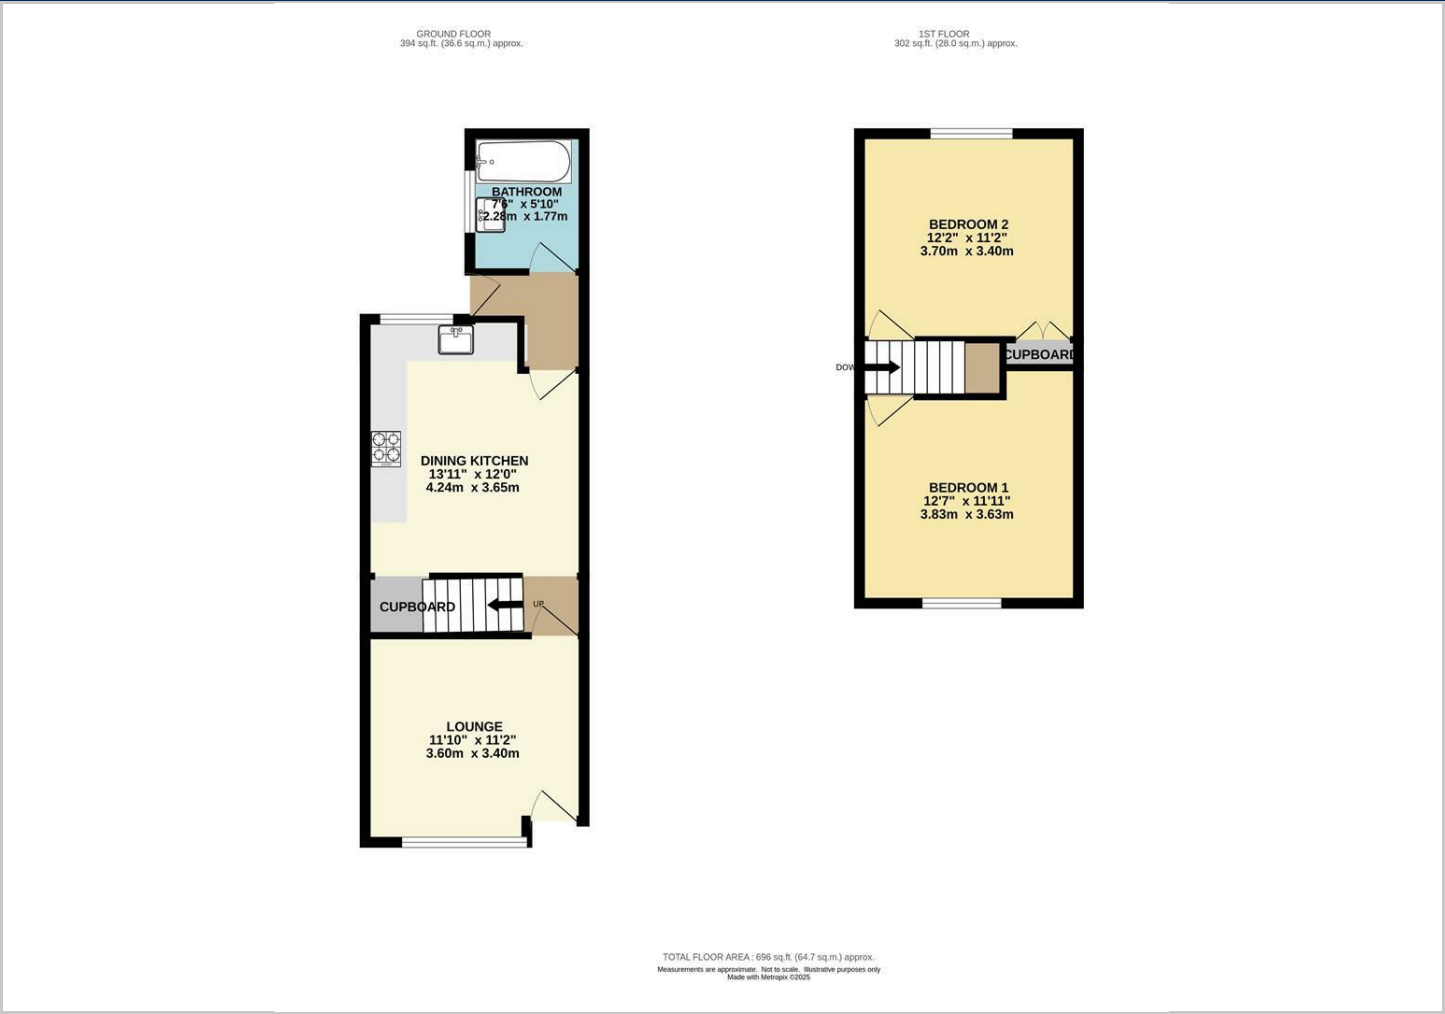 GROUND FLOOR
394 sq.ft. (36.6 sq.m.) approx.
1ST FLOOR
302 sq.ft. (28.0 sq.m.) approx.
BATHROOM
7'6" x 5'10"
2.28m x 1.77m
DINING KITCHEN
13'11" x 12'0"
4.24m x 3.65m
CUPBOARD
UP
LOUNGE
11'10" x 11'2"
3.60m x 3.40m
BEDROOM 2
12'2" x 11'2"
3.70m x 3.40m
CUPBOARD
DOW
BEDROOM 1
12'7" x 11'11"
3.83m x 3.63m
TOTAL FLOOR AREA : 696 sq.ft. (64.7 sq.m.) approx.
Measurements are approximate. Not to scale. Illustrative purposes only
Made with Metropix ©2025